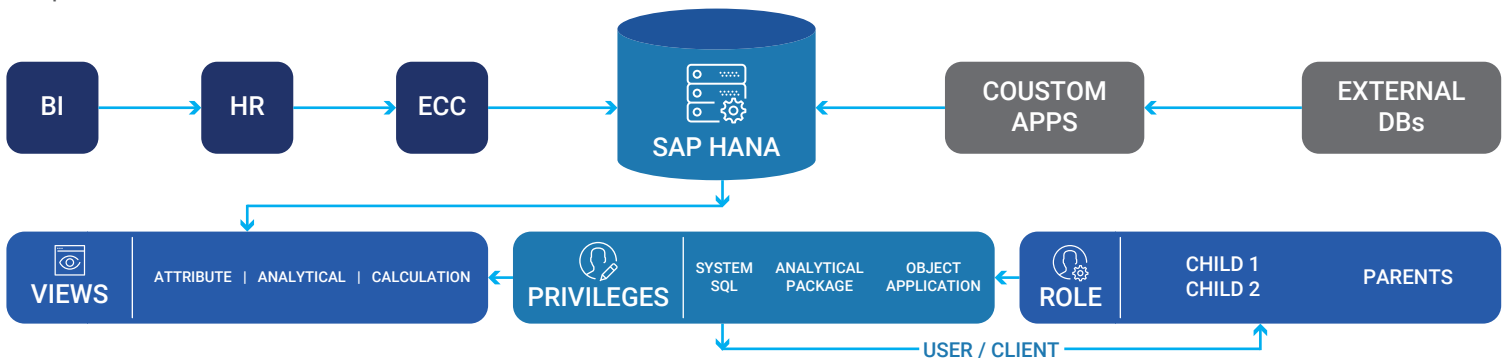 BI
HR
ECC
SAP HANA
COUSTOM
APPS
EXTERNAL
DBs
VIEWS
ATTRIBUTE | ANALYTICAL | CALCULATION
PRIVILEGES
SYSTEM
SQL
ANALYTICAL
PACKAGE
OBJECT
APPLICATION
ROLE
CHILD 1
CHILD 2
PARENTS
USER / CLIENT